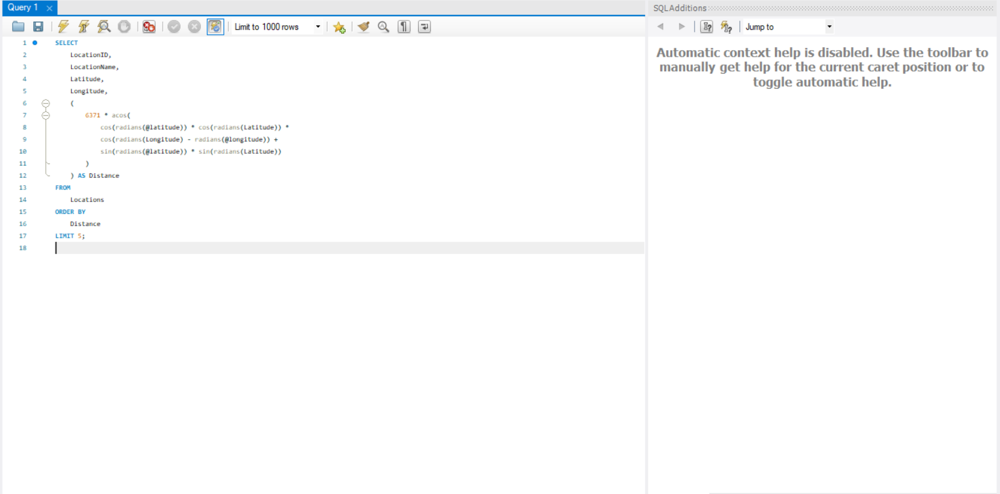 Query 1
SQLAdditions
Limit to 1000 rows
Jump to
1 SELECT
2 LocationID,
3 LocationName,
4 Latitude,
5 Longitude,
6 (
7 6371 * acos(
8 cos(radians(@latitude)) * cos(radians(Latitude)) *
9 cos(radians(Longitude) - radians(@longitude)) +
10 sin(radians(@latitude)) * sin(radians(Latitude))
11 )
12 ) AS Distance
13 FROM
14 Locations
15 ORDER BY
16 Distance
17 LIMIT 5;
18
Automatic context help is disabled. Use the toolbar to
manually get help for the current caret position or to
toggle automatic help.